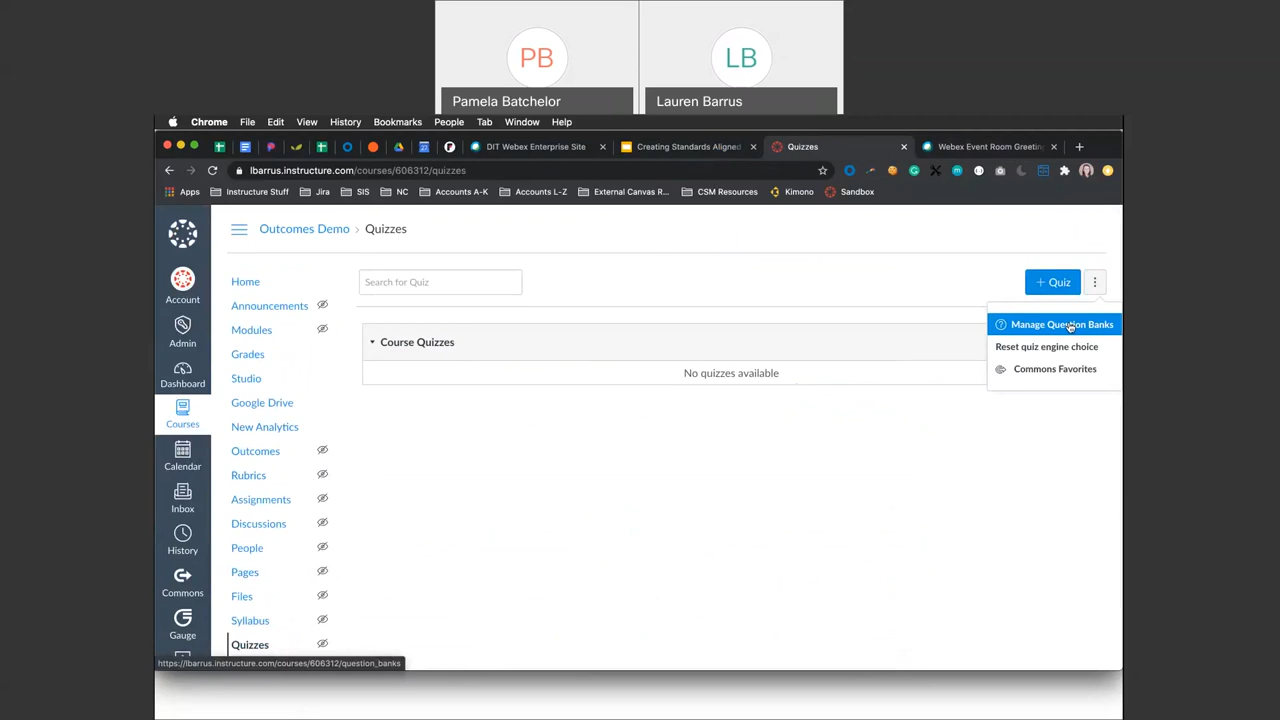 PB
LB
Pamela Batchelor
Lauren Barrus
Chrome File Edit View History Bookmarks People Tab Window Help
DIT Webex Enterprise Site
Creating Standards Aligned
Quizzes
Webex Event Room Greetin
lbarrus.instructure.com/courses/606312/quizzes
Apps Instructure Stuff Jira SIS NC Accounts A-K Accounts L-Z External Canvas R... CSM Resources Kimono Sandbox
Outcomes Demo > Quizzes
Account
Admin
Dashboard
Courses
Calendar
Inbox
History
Commons
Gauge
Home
Announcements
Modules
Grades
Studio
Google Drive
New Analytics
Outcomes
Rubrics
Assignments
Discussions
People
Pages
Files
Syllabus
Quizzes
Search for Quiz
+ Quiz
Manage Question Banks
Reset quiz engine choice
Commons Favorites
Course Quizzes
No quizzes available
https://lbarrus.instructure.com/courses/606312/question_banks